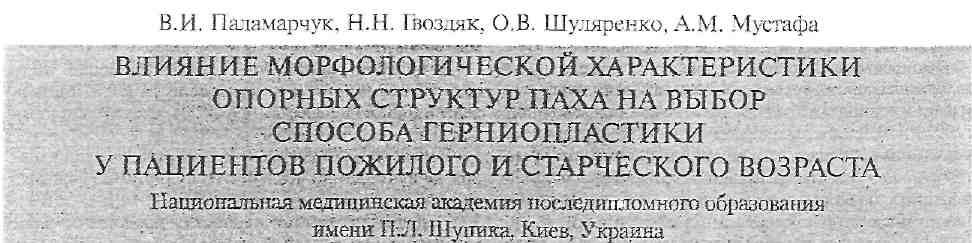 В.И. Паламарчук, Н.Н. Гвоздяк, О.В. Шуляренко, А.М. Мустафа
ВЛИЯНИЕ МОРФОЛОГИЧЕСКОЙ ХАРАКТЕРИСТИКИ
ОПОРНЫХ СТРУКТУР ПАХА НА ВЫБОР
СПОСОБА ГЕРНИОПЛАСТИКИ
У ПАЦИЕНТОВ ПОЖИЛОГО И СТАРЧЕСКОГО ВОЗРАСТА
Национальная медицинская академия последипломного образования
имени П.Л. Шупика, Киев, Украина